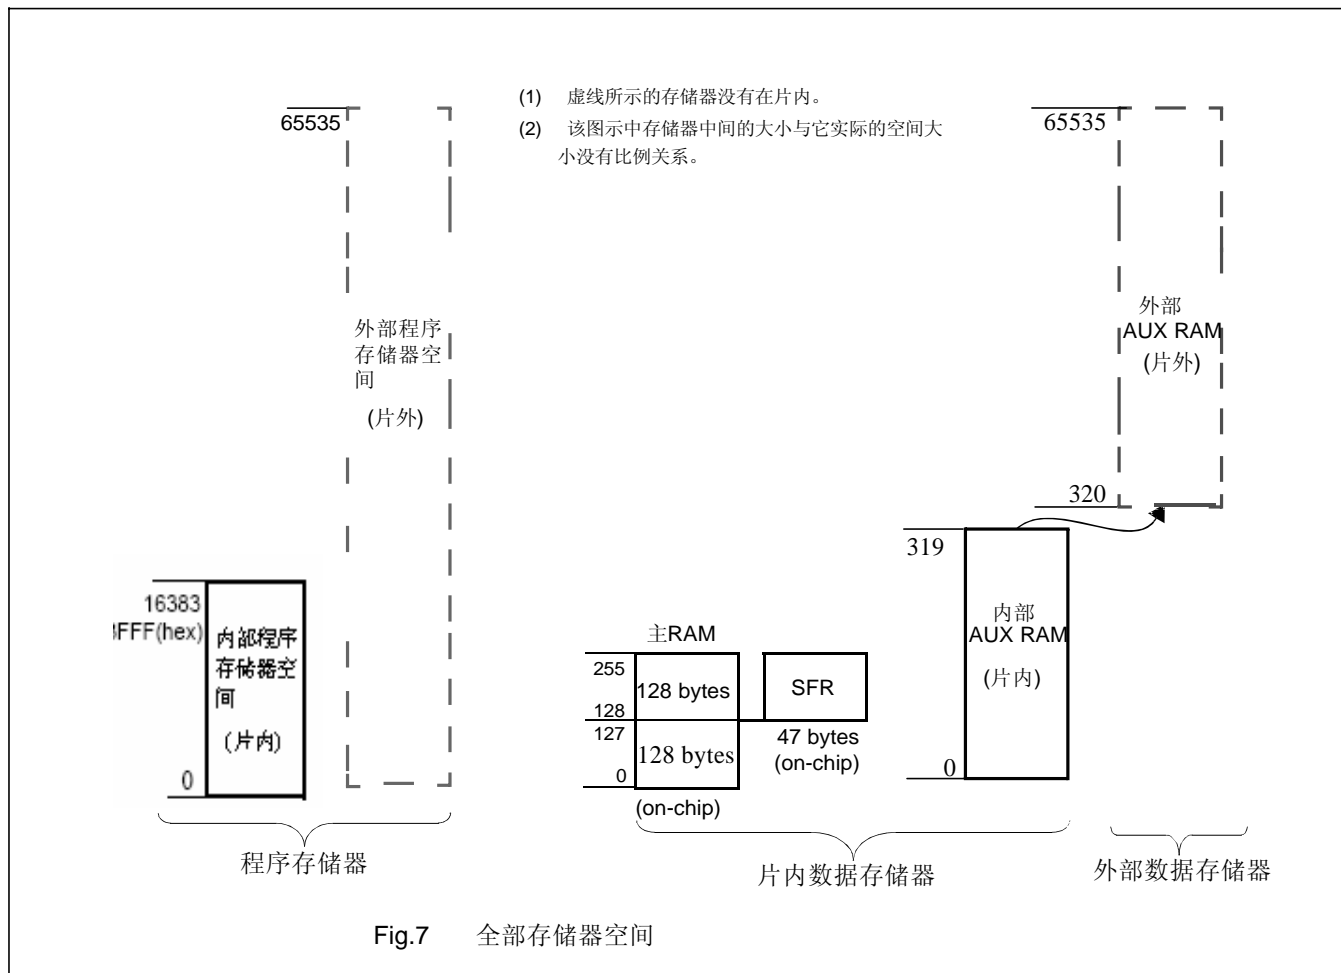 (1) 虚线所示的存储器没有在片内。
(2) 该图示中存储器中间的大小与它实际的空间大
小没有比例关系。
65535
外部程序
存储器空
间
(片外)
16383
FFF(hex)
内部程序
存储器空
间
(片内)
0
程序存储器
主RAM
255
128 bytes
128
127
128 bytes
0
(on-chip)
SFR
47 bytes
(on-chip)
319
内部
AUX RAM
(片内)
0
片内数据存储器
65535
外部
AUX RAM
(片外)
320
外部数据存储器
Fig.7 全部存储器空间